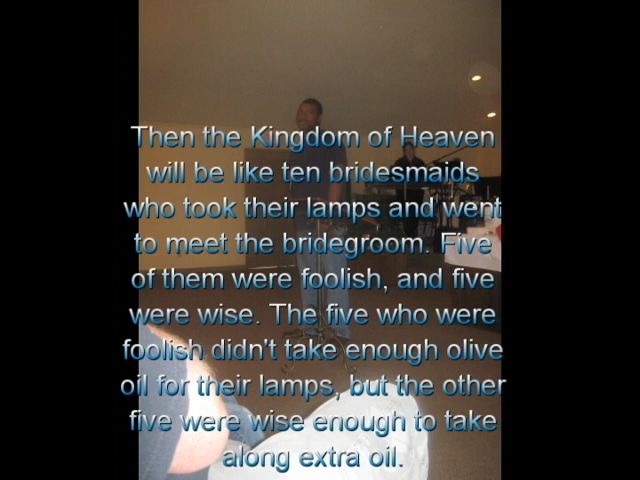 Then the Kingdom of Heaven
will be like ten bridesmaids
who took their lamps and went
to meet the bridegroom. Five
of them were foolish, and five
were wise. The five who were
foolish didn't take enough olive
oil for their lamps, but the other
five were wise enough to take
along extra oil.